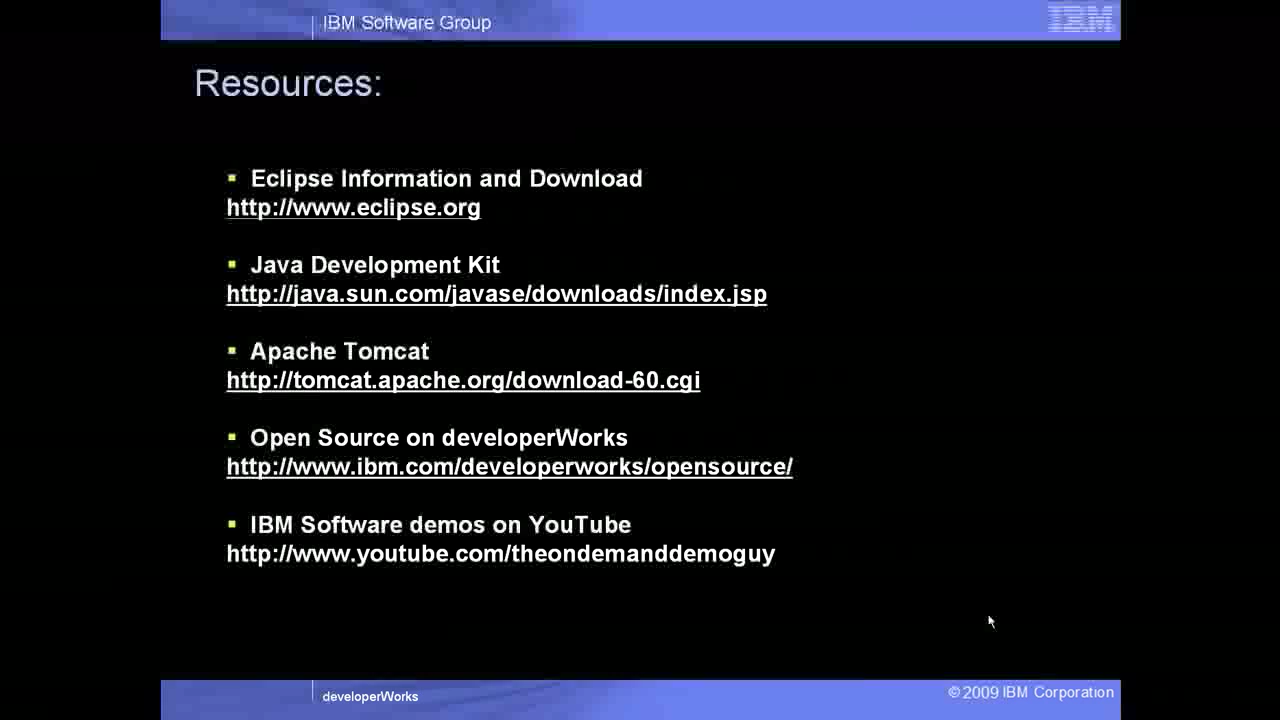 IBM Software Group
IBM
Resources:
▪ Eclipse Information and Download
http://www.eclipse.org
▪ Java Development Kit
http://java.sun.com/javase/downloads/index.jsp
▪ Apache Tomcat
http://tomcat.apache.org/download-60.cgi
▪ Open Source on developerWorks
http://www.ibm.com/developerworks/opensource/
▪ IBM Software demos on YouTube
http://www.youtube.com/theondemanddemoguy
developerWorks
© 2009 IBM Corporation